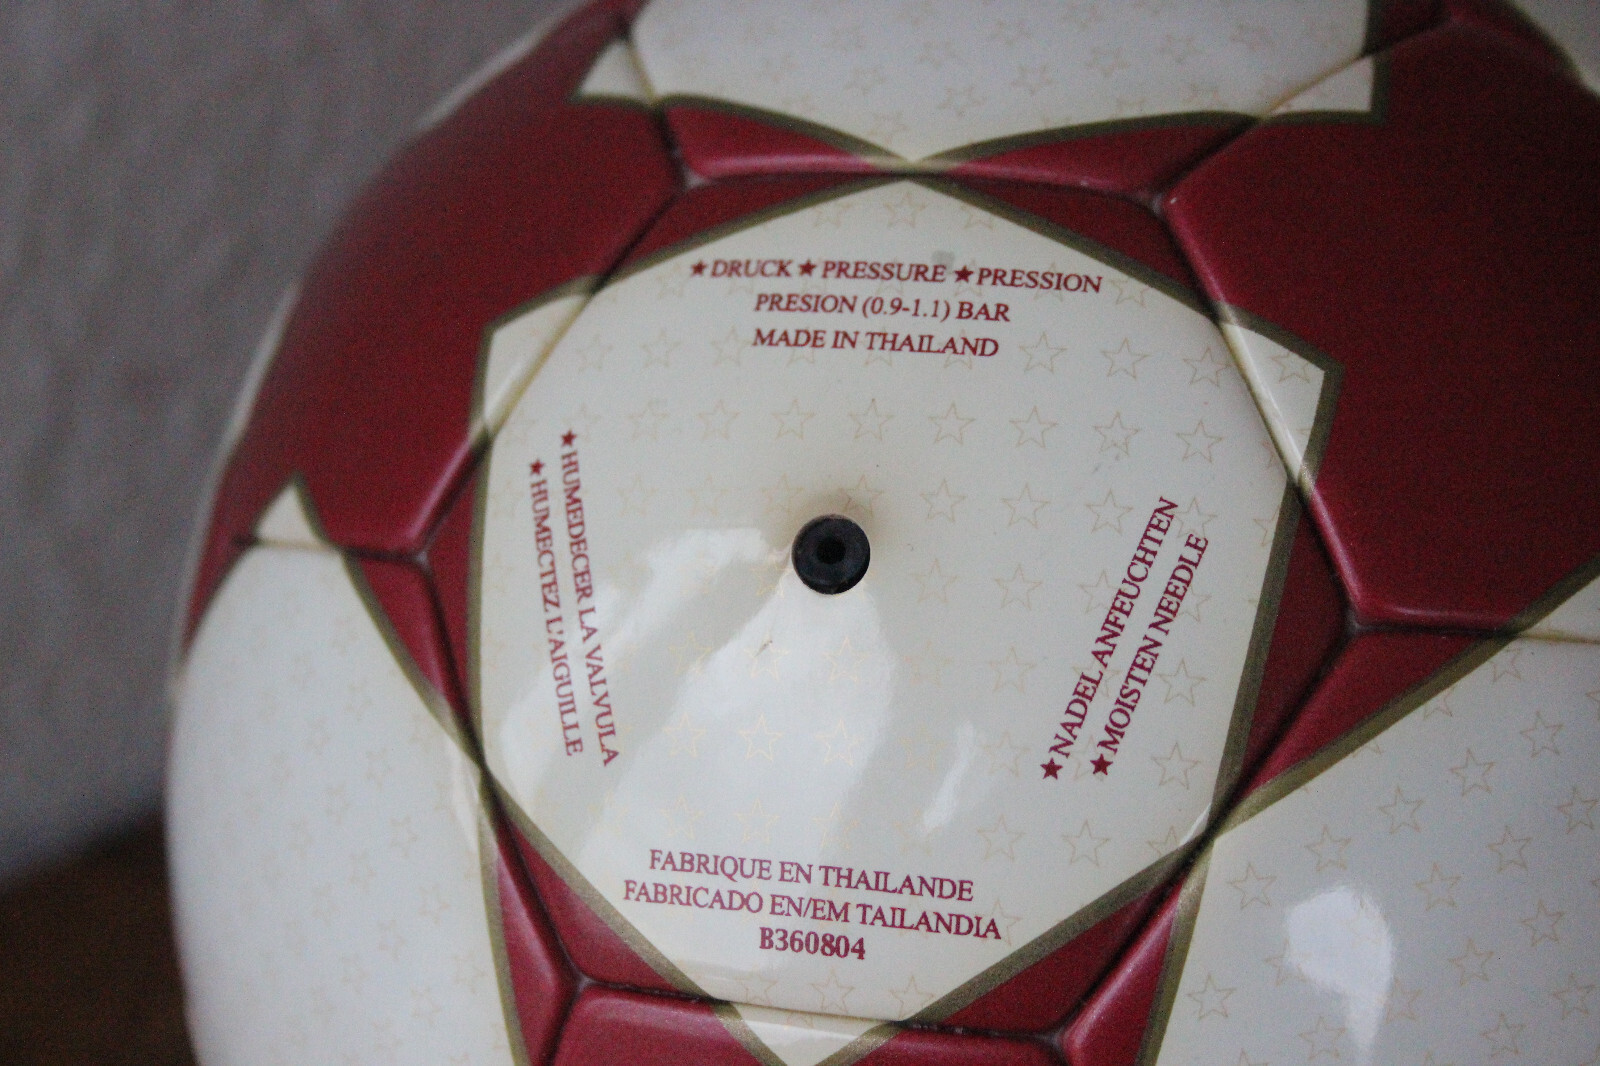 ★DRUCK★PRESSURE★PRESSION
PRESION (0.9-1.1) BAR
MADE IN THAILAND
★HUMEDECER LA VALVULA
★HUMECTEZ L'AIGUILLE
★NADEL ANFEUCHTEN
★MOISTEN NEEDLE
FABRIQUE EN THAILANDE
FABRICADO EN/EM TAILANDIA
B360804